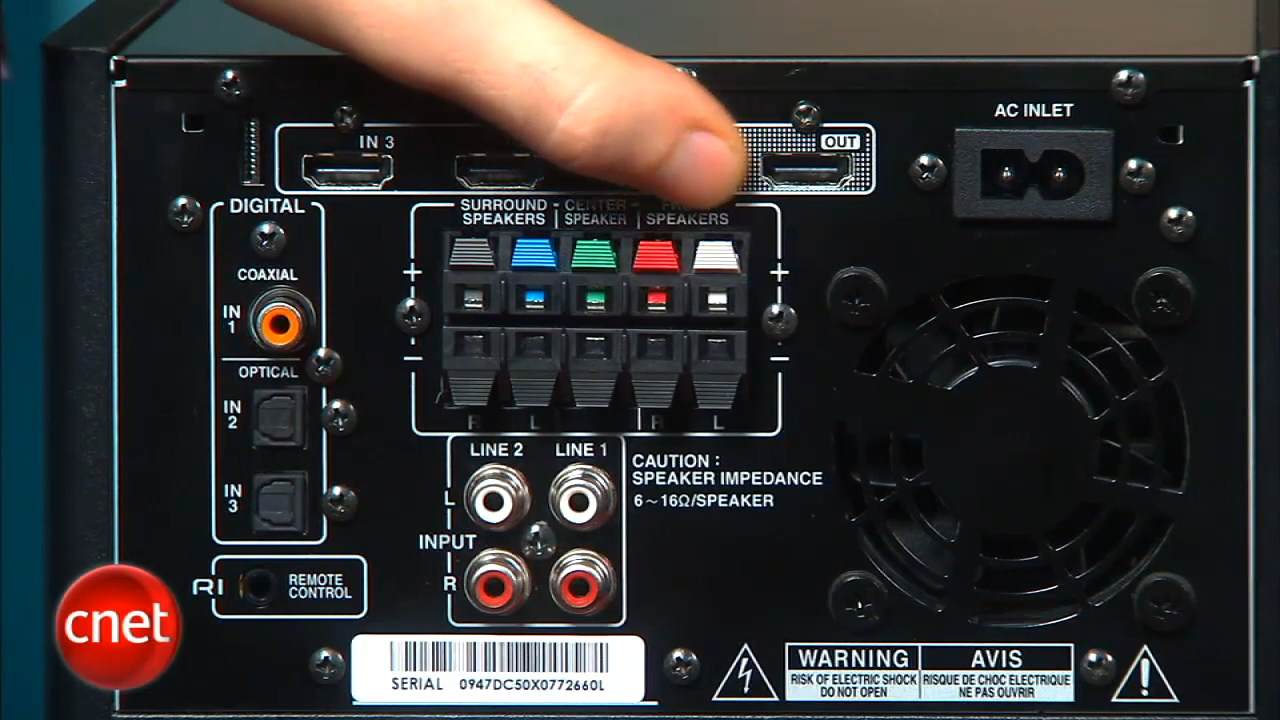 AC INLET
IN 3
OUT
DIGITAL
SURROUND SPEAKERS
CENTER SPEAKER
SPEAKERS
COAXIAL
IN 1
+ +
OPTICAL
- -
IN 2
R L R L
LINE 2 LINE 1
CAUTION :
SPEAKER IMPEDANCE
6~16Ω/SPEAKER
IN 3
L
INPUT
R
RI REMOTE CONTROL
cnet
SERIAL 0947DC50X0772660L
WARNING
RISK OF ELECTRIC SHOCK
DO NOT OPEN
AVIS
RISQUE DE CHOC ELECTRIQUE
NE PAS OUVRIR